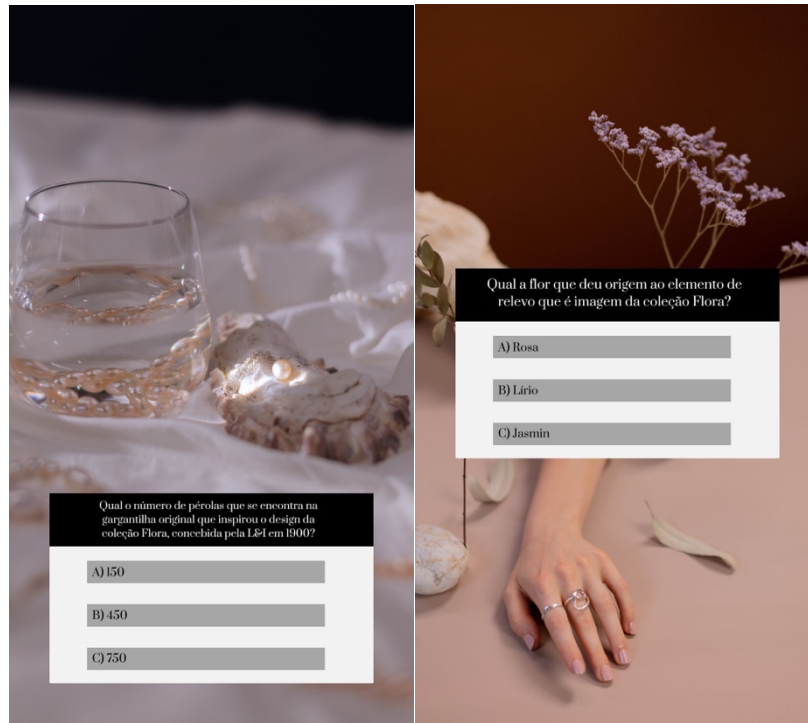 Qual o número de pérolas que se encontra na
gargantilha original que inspirou o design da
coleção Flora, concebida pela L&I em 1900?
A) 150
B) 450
C) 750
Qual a flor que deu origem ao elemento de
relevo que é imagem da coleção Flora?
A) Rosa
B) Lírio
C) Jasmin